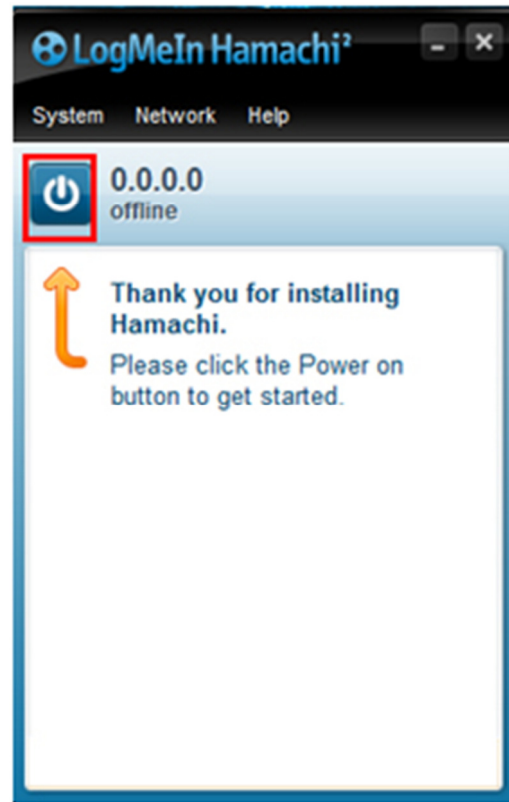 LogMeIn Hamachi²
System Network Help
0.0.0.0
offline
Thank you for installing
Hamachi.
Please click the Power on
button to get started.